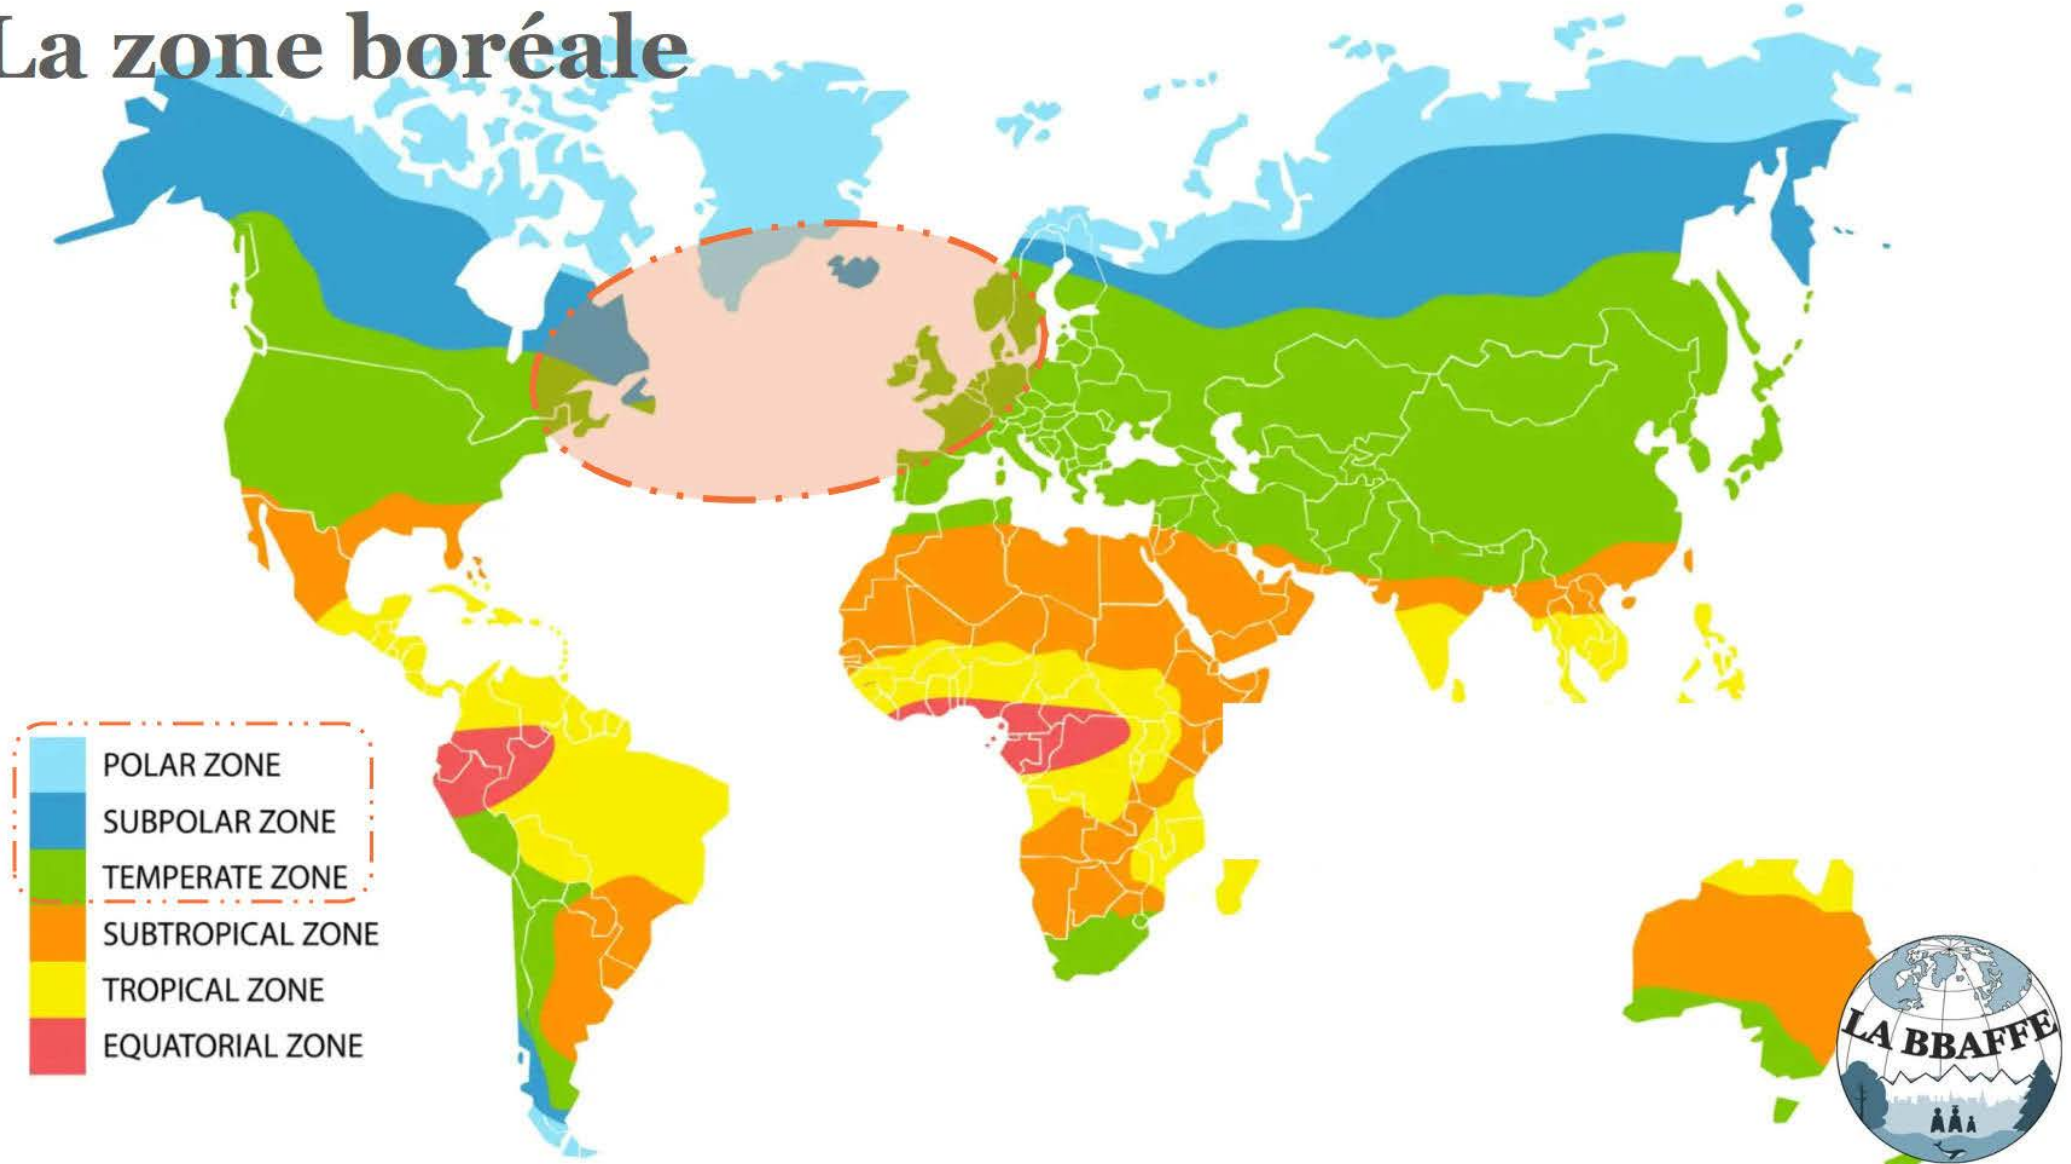 La zone boréale
POLAR ZONE
SUBPOLAR ZONE
TEMPERATE ZONE
SUBTROPICAL ZONE
TROPICAL ZONE
EQUATORIAL ZONE
LA BBAFFE